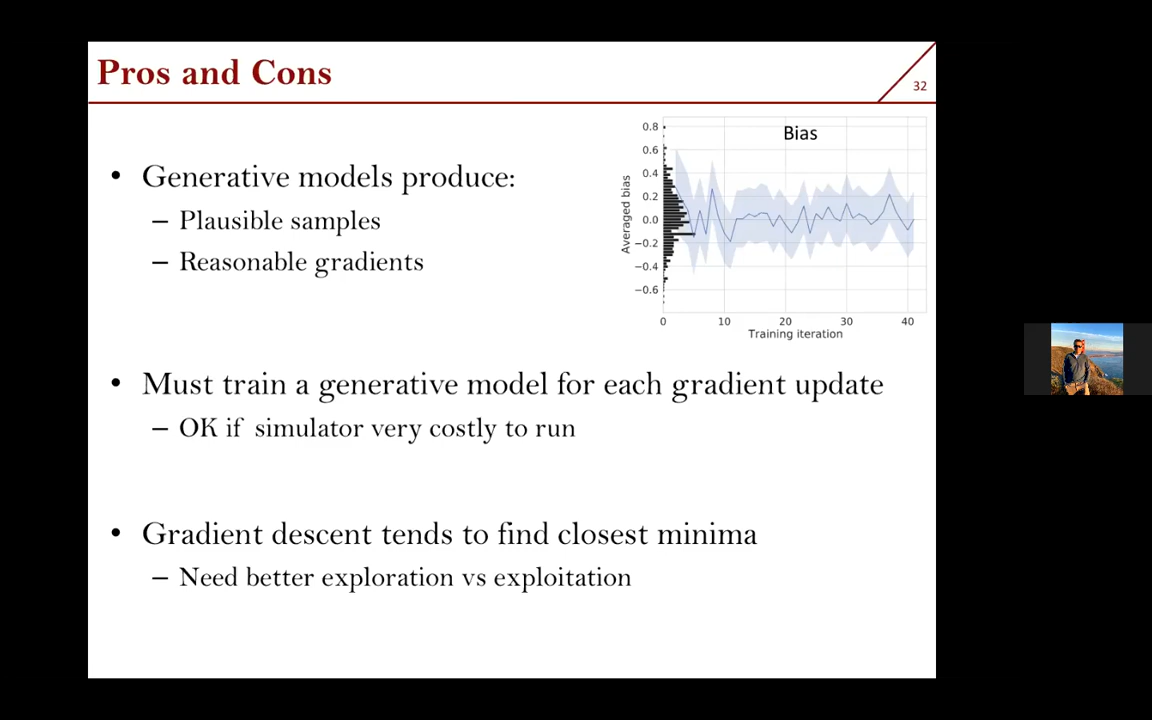 Pros and Cons
32
• Generative models produce:
– Plausible samples
– Reasonable gradients
Bias
Averaged bias
0.8
0.6
0.4
0.2
0.0
−0.2
−0.4
−0.6
0 10 20 30 40
Training iteration
• Must train a generative model for each gradient update
– OK if simulator very costly to run
• Gradient descent tends to find closest minima
– Need better exploration vs exploitation